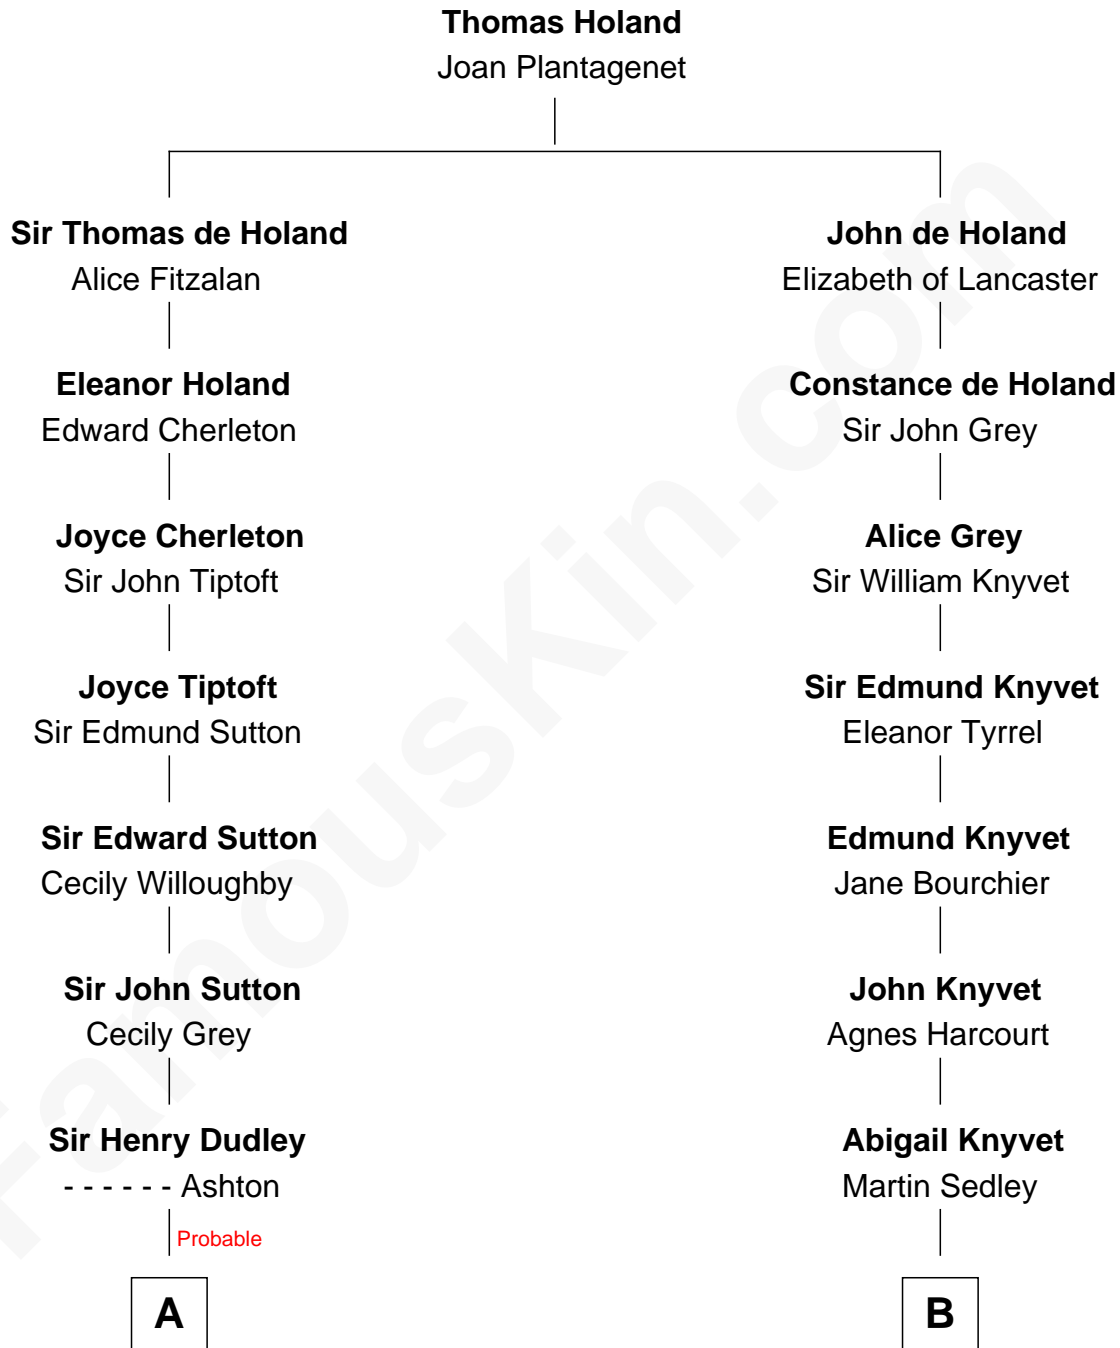 Thomas Holand
Joan Plantagenet
Sir Thomas de Holand
Alice Fitzalan
Eleanor Holand
Edward Cherleton
Joyce Cherleton
Sir John Tiptoft
Joyce Tiptoft
Sir Edmund Sutton
Sir Edward Sutton
Cecily Willoughby
Sir John Sutton
Cecily Grey
Sir Henry Dudley
- - - - - - Ashton
Probable
A
John de Holand
Elizabeth of Lancaster
Constance de Holand
Sir John Grey
Alice Grey
Sir William Knyvet
Sir Edmund Knyvet
Eleanor Tyrrel
Edmund Knyvet
Jane Bourchier
John Knyvet
Agnes Harcourt
Abigail Knyvet
Martin Sedley
B
FamousKin.com